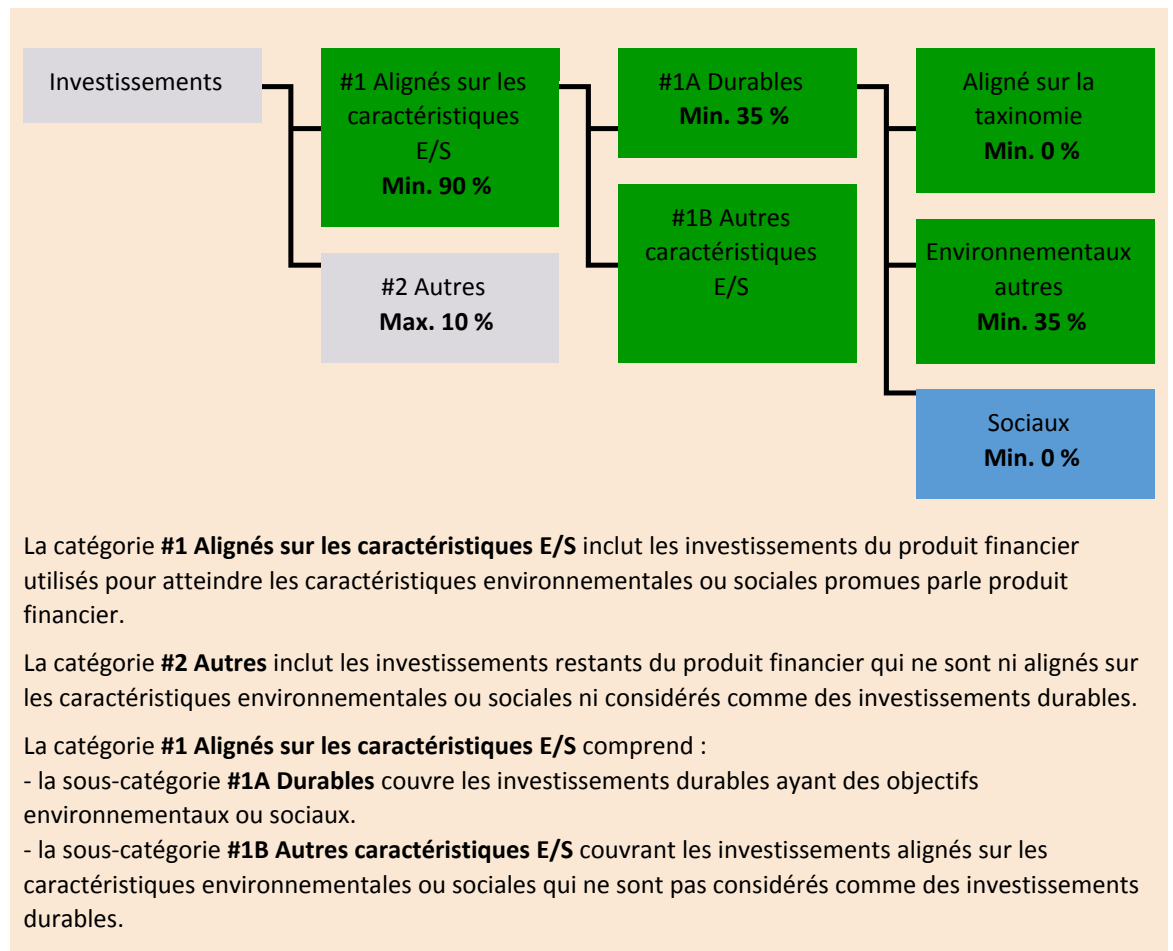 Investissements
#1 Alignés sur les
caractéristiques
E/S
Min. 90 %
#2 Autres
Max. 10 %
#1A Durables
Min. 35 %
#1B Autres
caractéristiques
E/S
Aligné sur la
taxinomie
Min. 0 %
Environnementaux
autres
Min. 35 %
Sociaux
Min. 0 %
La catégorie #1 Alignés sur les caractéristiques E/S inclut les investissements du produit financier
utilisés pour atteindre les caractéristiques environnementales ou sociales promues parle produit
financier.
La catégorie #2 Autres inclut les investissements restants du produit financier qui ne sont ni alignés sur
les caractéristiques environnementales ou sociales ni considérés comme des investissements durables.
La catégorie #1 Alignés sur les caractéristiques E/S comprend :
- la sous-catégorie #1A Durables couvre les investissements durables ayant des objectifs
environnementaux ou sociaux.
- la sous-catégorie #1B Autres caractéristiques E/S couvrant les investissements alignés sur les
caractéristiques environnementales ou sociales qui ne sont pas considérés comme des investissements
durables.